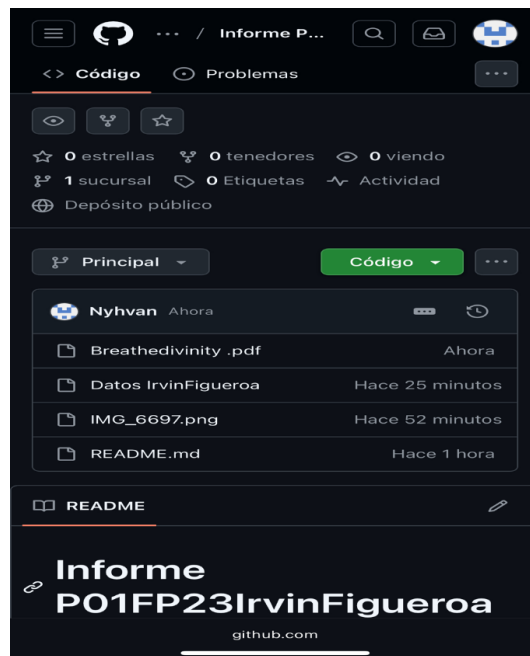 ··· / Informe P...
<> Código Problemas ···
0 estrellas 0 tenedores 0 viendo
1 sucursal 0 Etiquetas Actividad
Depósito público
Principal Código ···
Nyhvan Ahora
Breathedivinity .pdf Ahora
Datos IrvinFigueroa Hace 25 minutos
IMG_6697.png Hace 52 minutos
README.md Hace 1 hora
README
Informe
P01FP23IrvinFigueroa
github.com